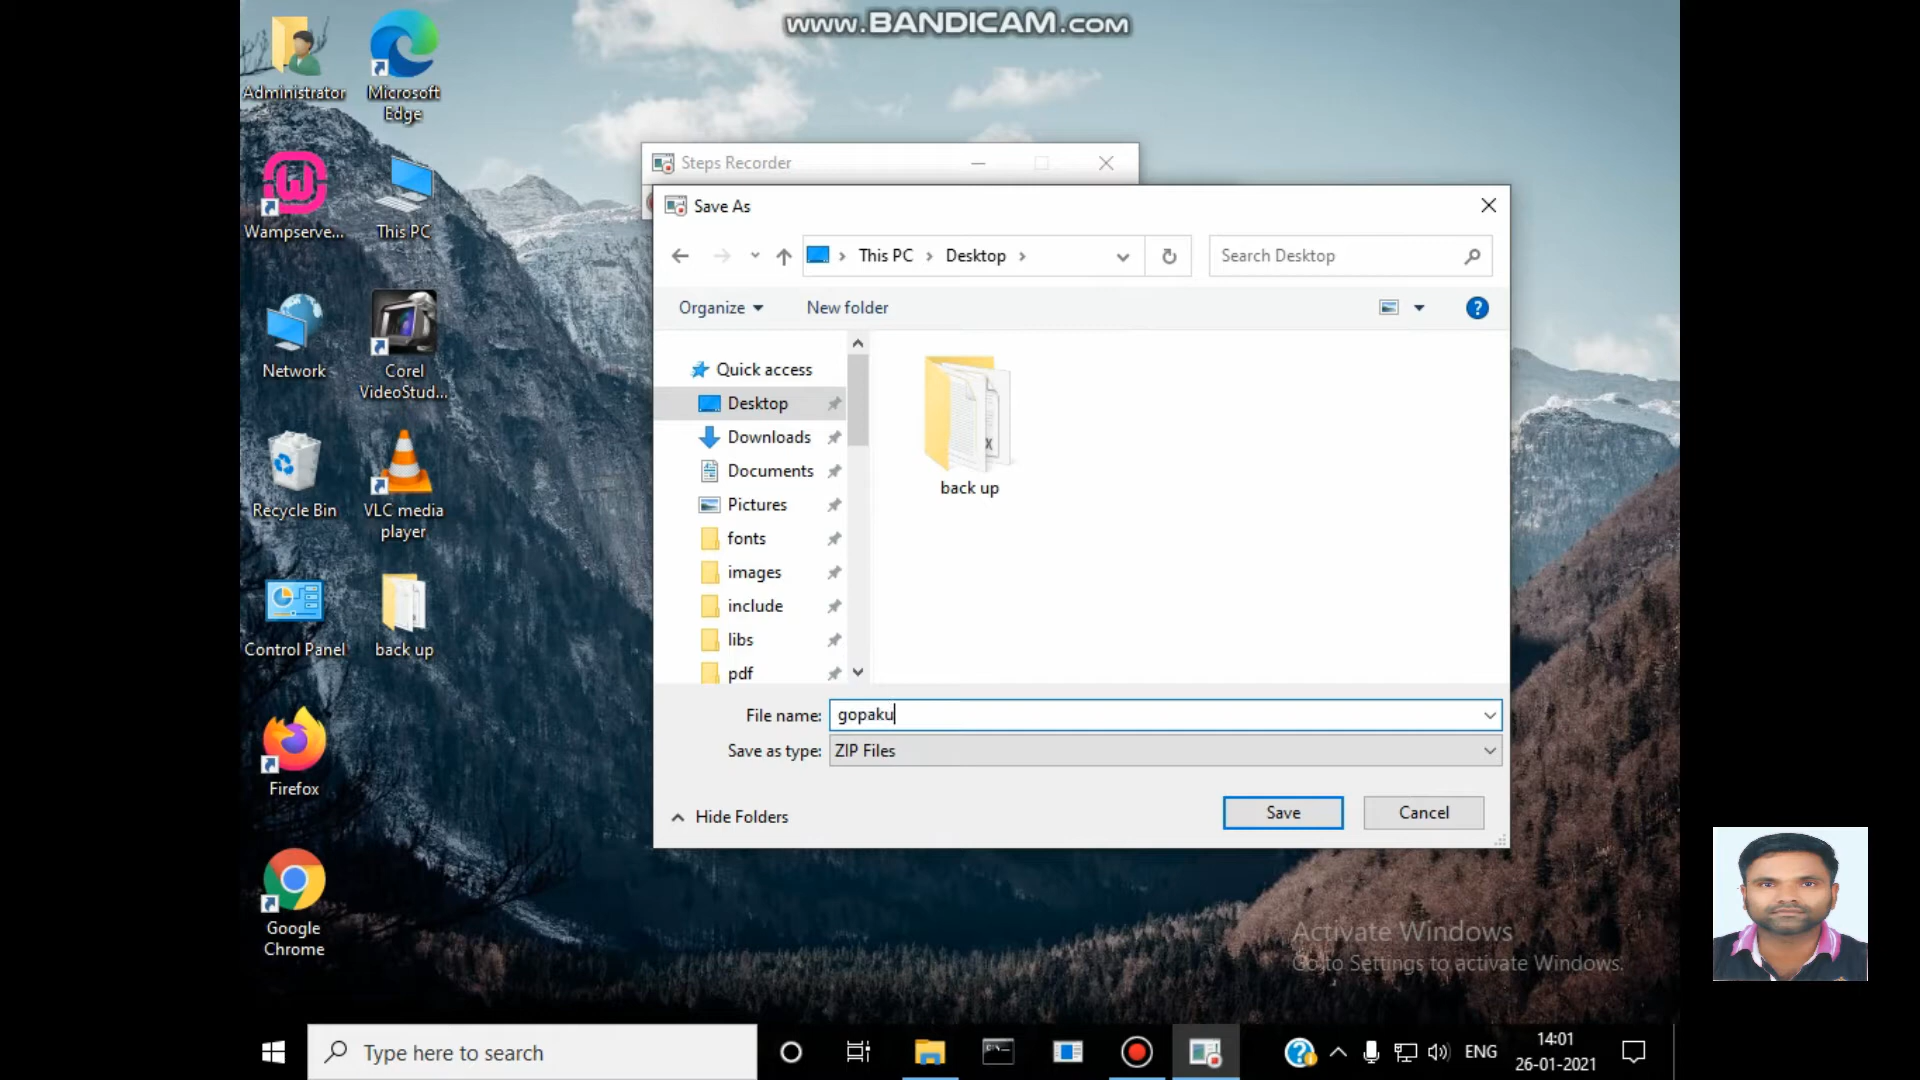 www.BANDICAM.com
Administrator
Microsoft
Edge
Wampserve...
This PC
Network
Corel
VideoStud...
Recycle Bin
VLC media
player
Control Panel
back up
Firefox
Google
Chrome
Steps Recorder
Save As
This PC
Desktop
Search Desktop
Organize
New folder
Quick access
Desktop
Downloads
Documents
Pictures
fonts
images
include
libs
pdf
back up
File name: gopaku
Save as type: ZIP Files
Hide Folders
Save
Cancel
Activate Windows
Go to Settings to activate Windows.
Type here to search
ENG
14:01
26-01-2021